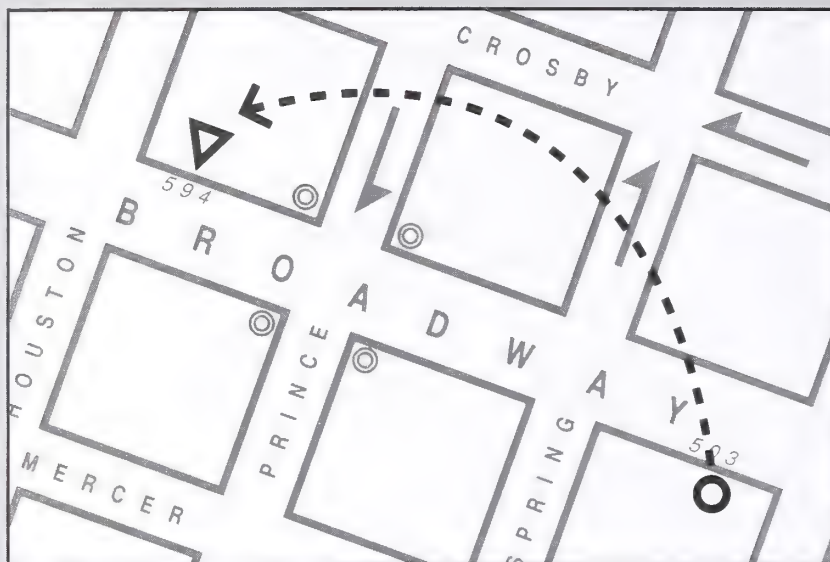 CROSBY
594
BROADWAY
HOUSTON
PRINCE
503
MERCER
SPRING